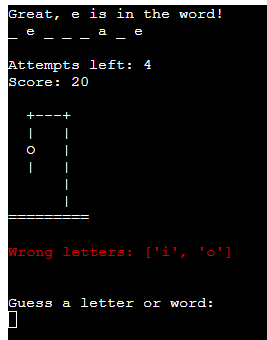 Great, e is in the word!
_ e _ _ _ a _ e
Attempts left: 4
Score: 20
  +---+
  |   |
  O   |
  |   |
      |
      |
=========
Wrong letters: ['i', 'o']
Guess a letter or word: